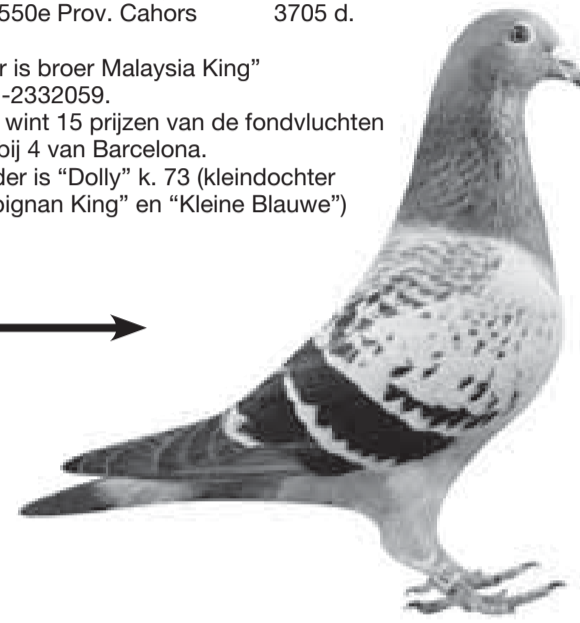 550e Prov. Cahors 3705 d.
r is broer Malaysia King”
-2332059.
wint 15 prijzen van de fondvluchten
bij 4 van Barcelona.
der is “Dolly” k. 73 (kleindochter
pignan King” en “Kleine Blauwe”)